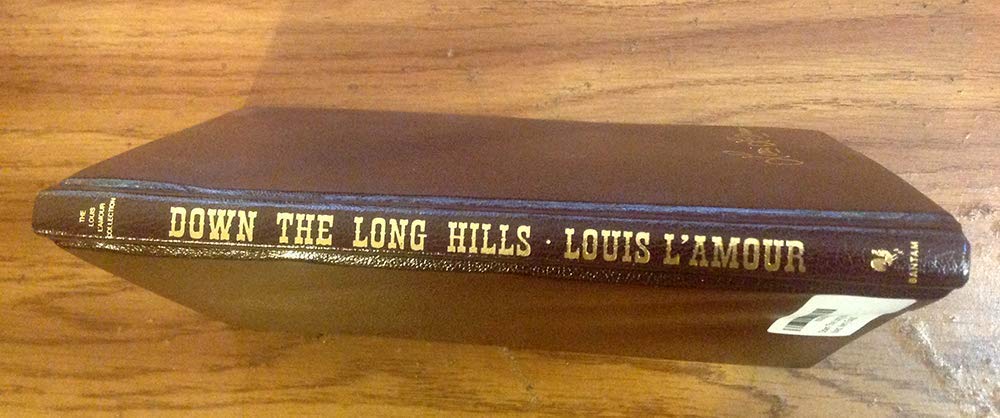 THE
LOUIS
L'AMOUR
COLLECTION
DOWN THE LONG HILLS · LOUIS L'AMOUR
BANTAM